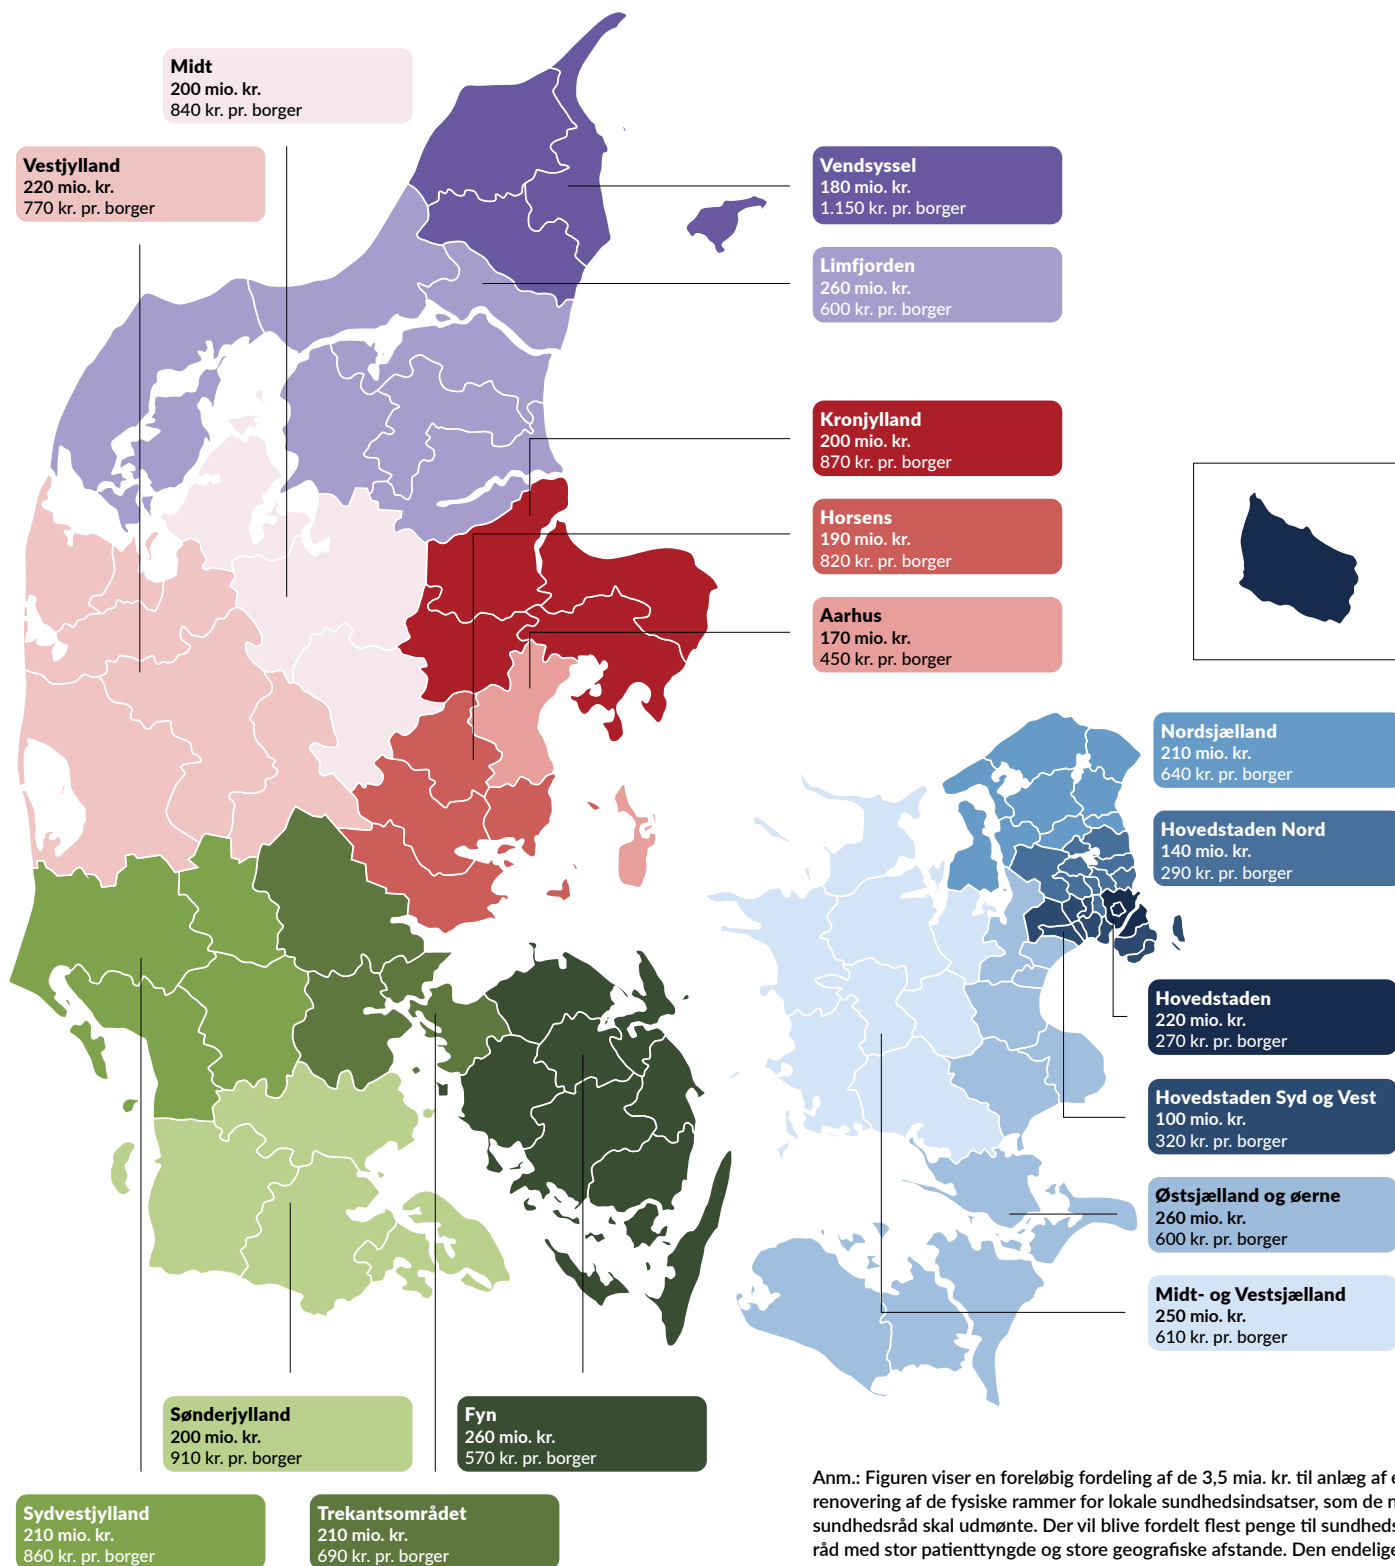 Midt
200 mio. kr.
840 kr. pr. borger
Vestjylland
220 mio. kr.
770 kr. pr. borger
Vendsyssel
180 mio. kr.
1.150 kr. pr. borger
Limfjorden
260 mio. kr.
600 kr. pr. borger
Kronjylland
200 mio. kr.
870 kr. pr. borger
Horsens
190 mio. kr.
820 kr. pr. borger
Aarhus
170 mio. kr.
450 kr. pr. borger
Nordsjælland
210 mio. kr.
640 kr. pr. borger
Hovedstaden Nord
140 mio. kr.
290 kr. pr. borger
Hovedstaden
220 mio. kr.
270 kr. pr. borger
Hovedstaden Syd og Vest
100 mio. kr.
320 kr. pr. borger
Østsjælland og øerne
260 mio. kr.
600 kr. pr. borger
Midt- og Vestsjælland
250 mio. kr.
610 kr. pr. borger
Sønderjylland
200 mio. kr.
910 kr. pr. borger
Fyn
260 mio. kr.
570 kr. pr. borger
Sydvestjylland
210 mio. kr.
860 kr. pr. borger
Trekantsområdet
210 mio. kr.
690 kr. pr. borger
Anm.: Figuren viser en foreløbig fordeling af de 3,5 mia. kr. til anlæg af
renovering af de fysiske rammer for lokale sundhedsindsatser, som de
sundhedsråd skal udmønte. Der vil blive fordelt flest penge til
råd med stor patienttyngde og store geografiske afstande. Den endelige